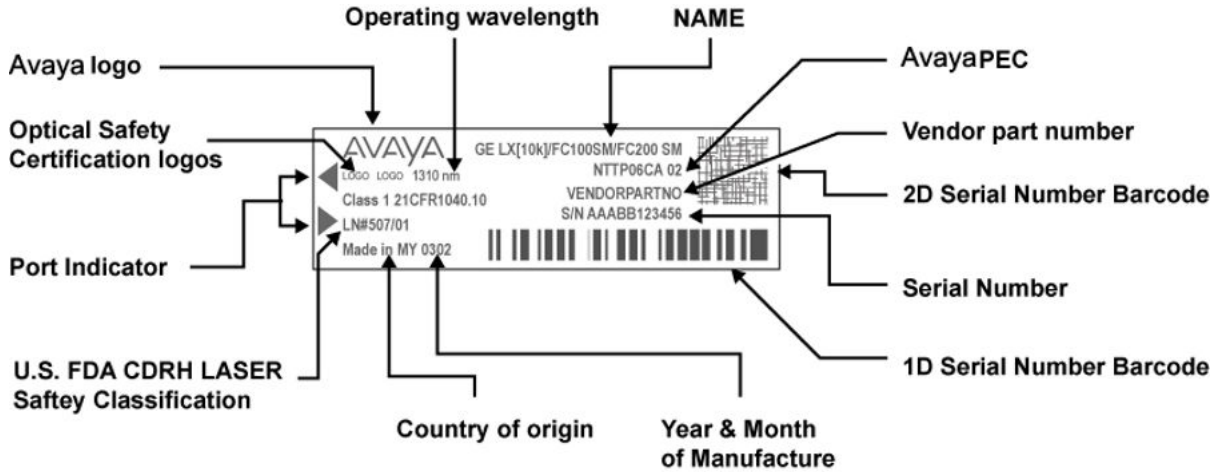 Operating wavelength
NAME
Avaya logo
AvayaPEC
Optical Safety
Certification logos
Vendor part number
2D Serial Number Barcode
Port Indicator
Serial Number
U.S. FDA CDRH LASER
Saftey Classification
1D Serial Number Barcode
Country of origin
Year & Month
of Manufacture
AVAYA
LOGO LOGO 1310 nm
Class 1 21CFR1040.10
LN#507/01
Made in MY 0302
GE LX[10k]/FC100SM/FC200 SM
NTTP06CA 02
VENDORPARTNO
S/N AAABB123456